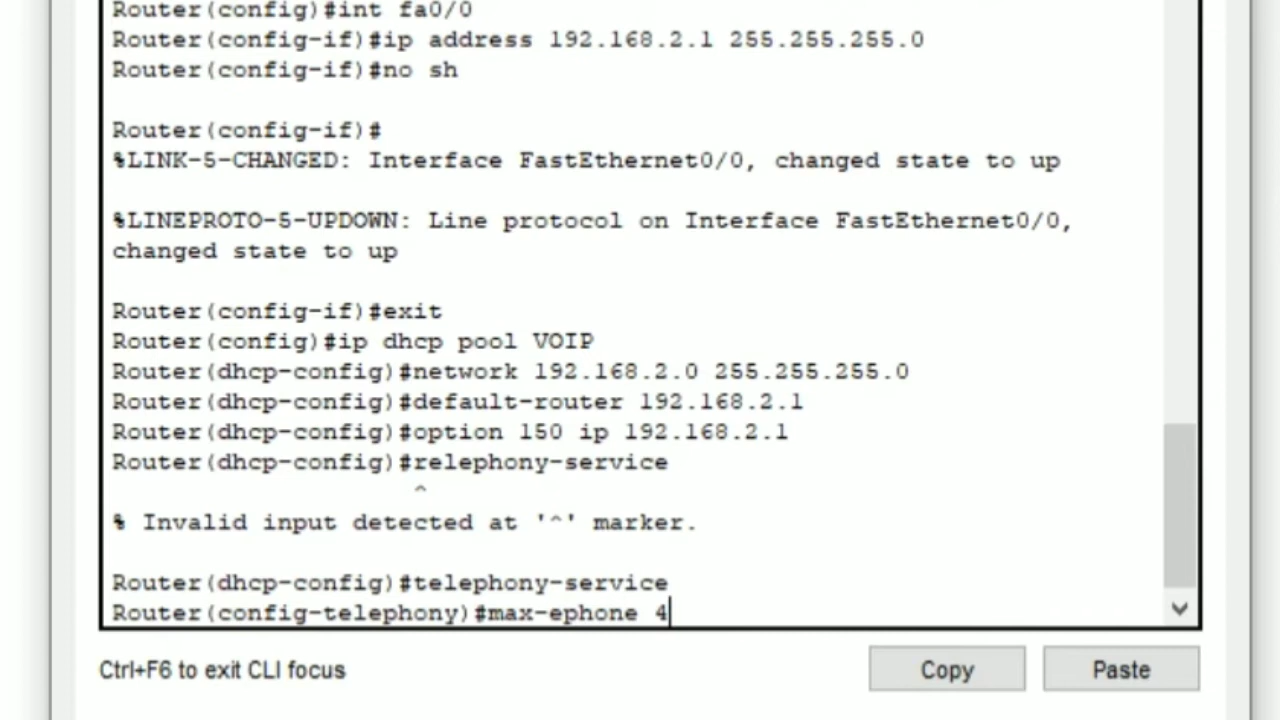 Router(config)#int fa0/0
Router(config-if)#ip address 192.168.2.1 255.255.255.0
Router(config-if)#no sh
Router(config-if)#
%LINK-5-CHANGED: Interface FastEthernet0/0, changed state to up
%LINEPROTO-5-UPDOWN: Line protocol on Interface FastEthernet0/0,
changed state to up
Router(config-if)#exit
Router(config)#ip dhcp pool VOIP
Router(dhcp-config)#network 192.168.2.0 255.255.255.0
Router(dhcp-config)#default-router 192.168.2.1
Router(dhcp-config)#option 150 ip 192.168.2.1
Router(dhcp-config)#relephony-service
^
% Invalid input detected at '^' marker.
Router(dhcp-config)#telephony-service
Router(config-telephony)#max-ephone 4
Ctrl+F6 to exit CLI focus
Copy
Paste